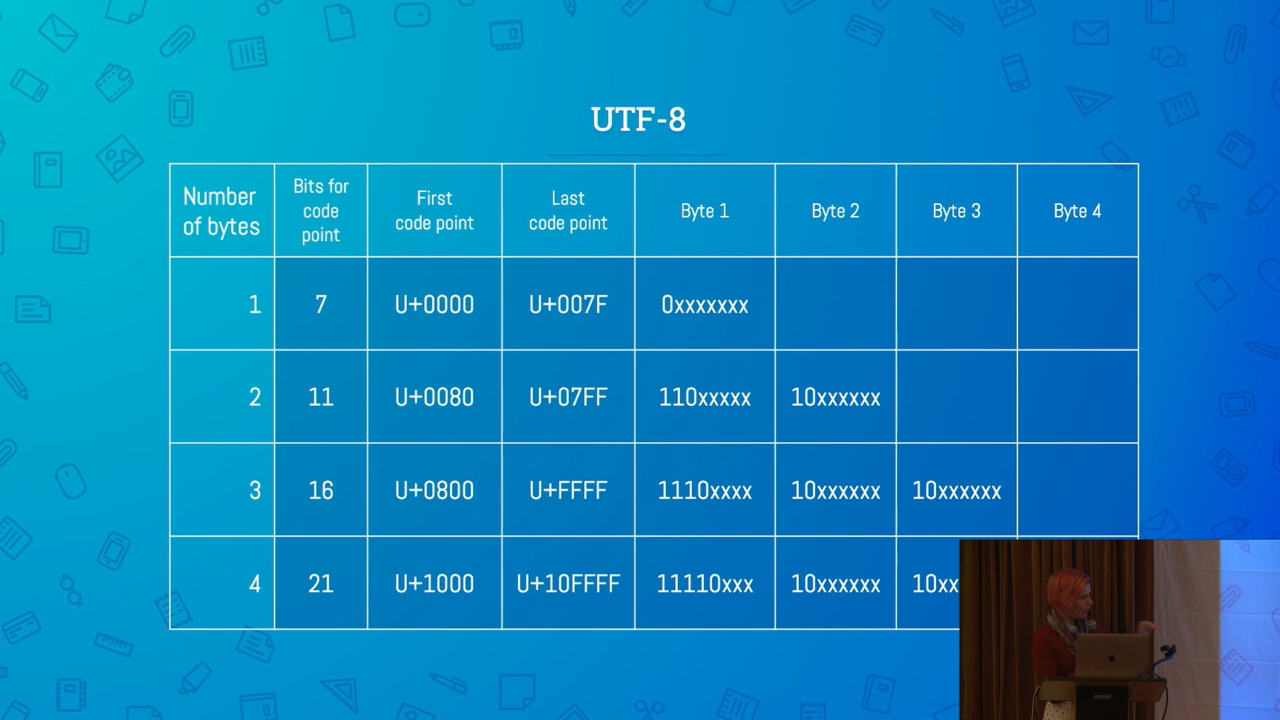 UTF-8
Number
of bytes
Bits for
code
point
First
code point
Last
code point
Byte 1
Byte 2
Byte 3
Byte 4
1 7 U+0000 U+007F 0xxxxxxx
2 11 U+0080 U+07FF 110xxxxx 10xxxxxx
3 16 U+0800 U+FFFF 1110xxxx 10xxxxxx 10xxxxxx
4 21 U+1000 U+10FFFF 11110xxx 10xxxxxx 10xx